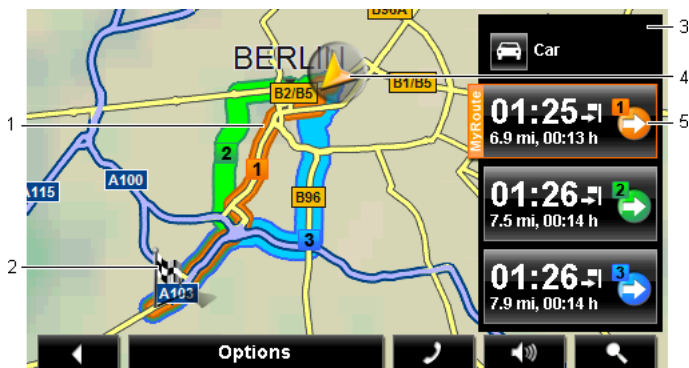 B96A
3
Car
BERLIN
4
B1/B5
B2/B5
MyRoute
01:25
1
5
6.9 mi, 00:13 h
1
2
1
A115
A100
B96
01:26
2
7.5 mi, 00:14 h
3
2
A103
01:26
3
7.9 mi, 00:14 h
Options